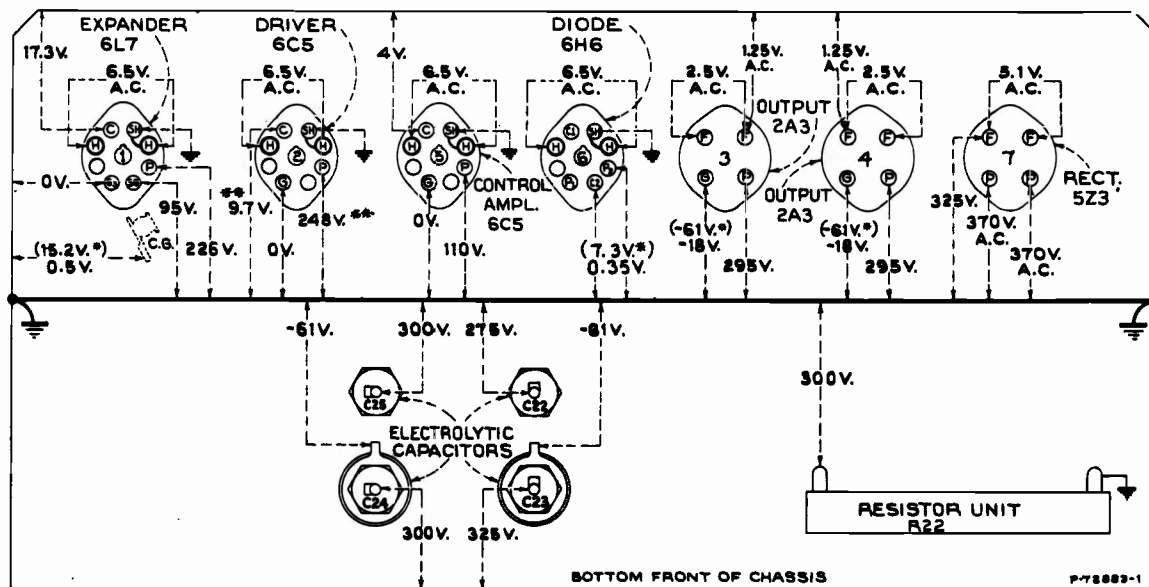 EXPANDER
6L7
DRIVER
6C5
DIODE
6H6
17.3V.
6.5V.
A.C.
6.5V.
A.C.
4V.
6.5V.
A.C.
6.5V.
A.C.
2.5V.
A.C.
1.25V.
A.C.
1.25V.
A.C.
2.5V.
A.C.
5.1V.
A.C.
OUTPUT
2A3
C SH
H H
1
P
C SH
H H
2
P
G
C SH
H H
5
P
G
SH
H H
6
F F
3
G P
F F
4
G P
F F
7
P P
CONTROL
AMPL.
6C5
OUTPUT
2A3
RECT.
5Z3
0V.
95V.
C.G.
(15.2V.*)
0.5V.
225V.
**
9.7V.
0V.
248V.**
0V.
110V.
(7.3V.*)
0.35V.
(-61V.*)
-18V.
295V.
(-61V.*)
-18V.
295V.
325V.
370V.
A.C.
370V.
A.C.
-61V.
300V.
275V.
-61V.
300V.
C25
C22
ELECTROLYTIC
CAPACITORS
C24
C23
300V.
325V.
RESISTOR UNIT
R22
BOTTOM FRONT OF CHASSIS